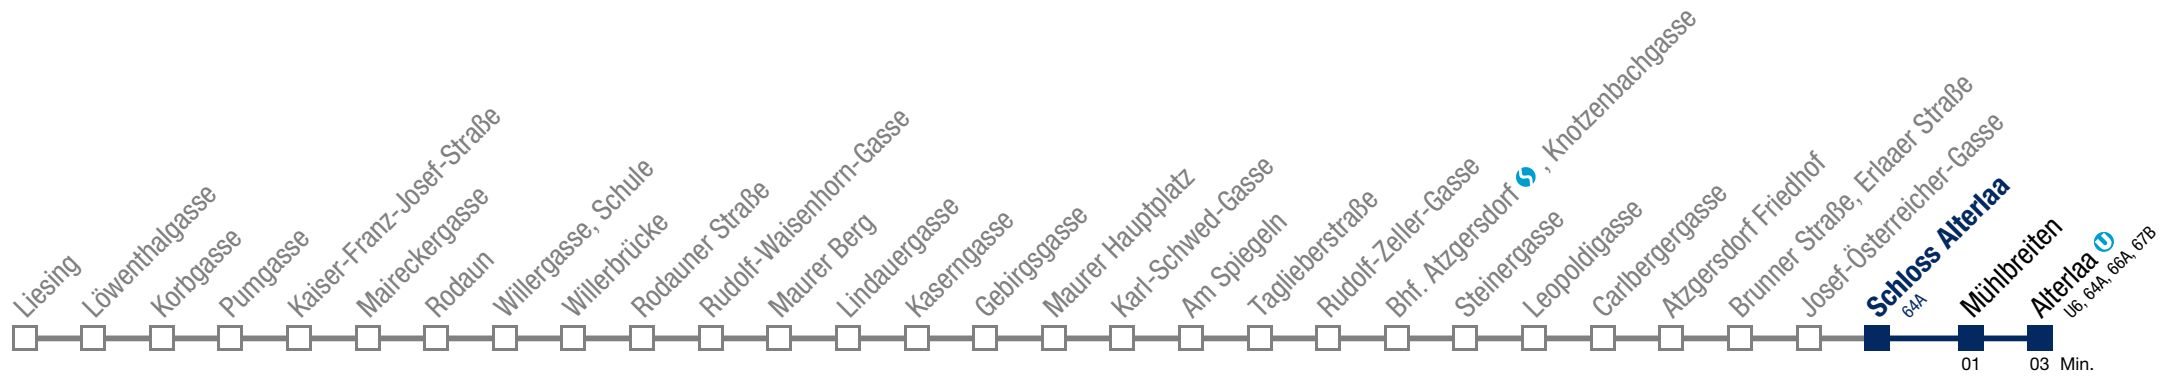 Liesing
Löwenthalgasse
Korbgasse
Pumgasse
Kaiser-Franz-Josef-Straße
Maireckergasse
Rodaun
Willergasse, Schule
Willerbrücke
Rodauner Straße
Rudolf-Waisenhorn-Gasse
Maurer Berg
Lindauergasse
Kaserngasse
Gebirgsgasse
Maurer Hauptplatz
Karl-Schwed-Gasse
Am Spiegeln
Taglieberstraße
Rudolf-Zeller-Gasse
Bhf. Atzgersdorf S , Knotzenbachgasse
Steinergasse
Leopoldigasse
Carlbergergasse
Atzgersdorf Friedhof
Brunner Straße, Erlaaer Straße
Josef-Österreicher-Gasse
Schloss Alterlaa
64A
Mühlbreiten
Alterlaa U
U6, 64A, 66A, 67B
01 03 Min.